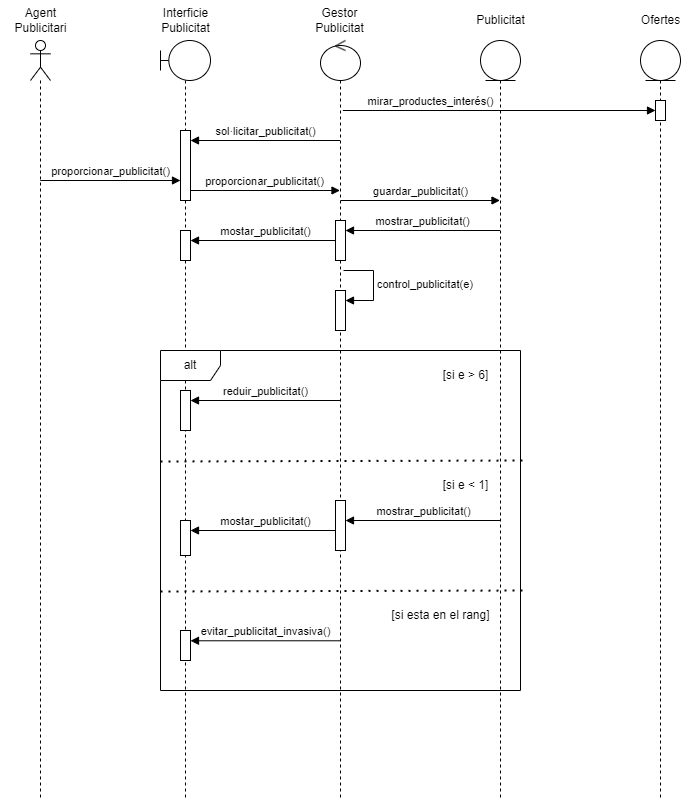 Agent
Publicitari
Interficie
Publicitat
Gestor
Publicitat
Publicitat
Ofertes
mirar_productes_interés()
sol·licitar_publicitat()
proporcionar_publicitat()
proporcionar_publicitat()
guardar_publicitat()
mostrar_publicitat()
mostar_publicitat()
control_publicitat(e)
alt
[si e > 6]
reduir_publicitat()
[si e < 1]
mostrar_publicitat()
mostar_publicitat()
[si esta en el rang]
evitar_publicitat_invasiva()